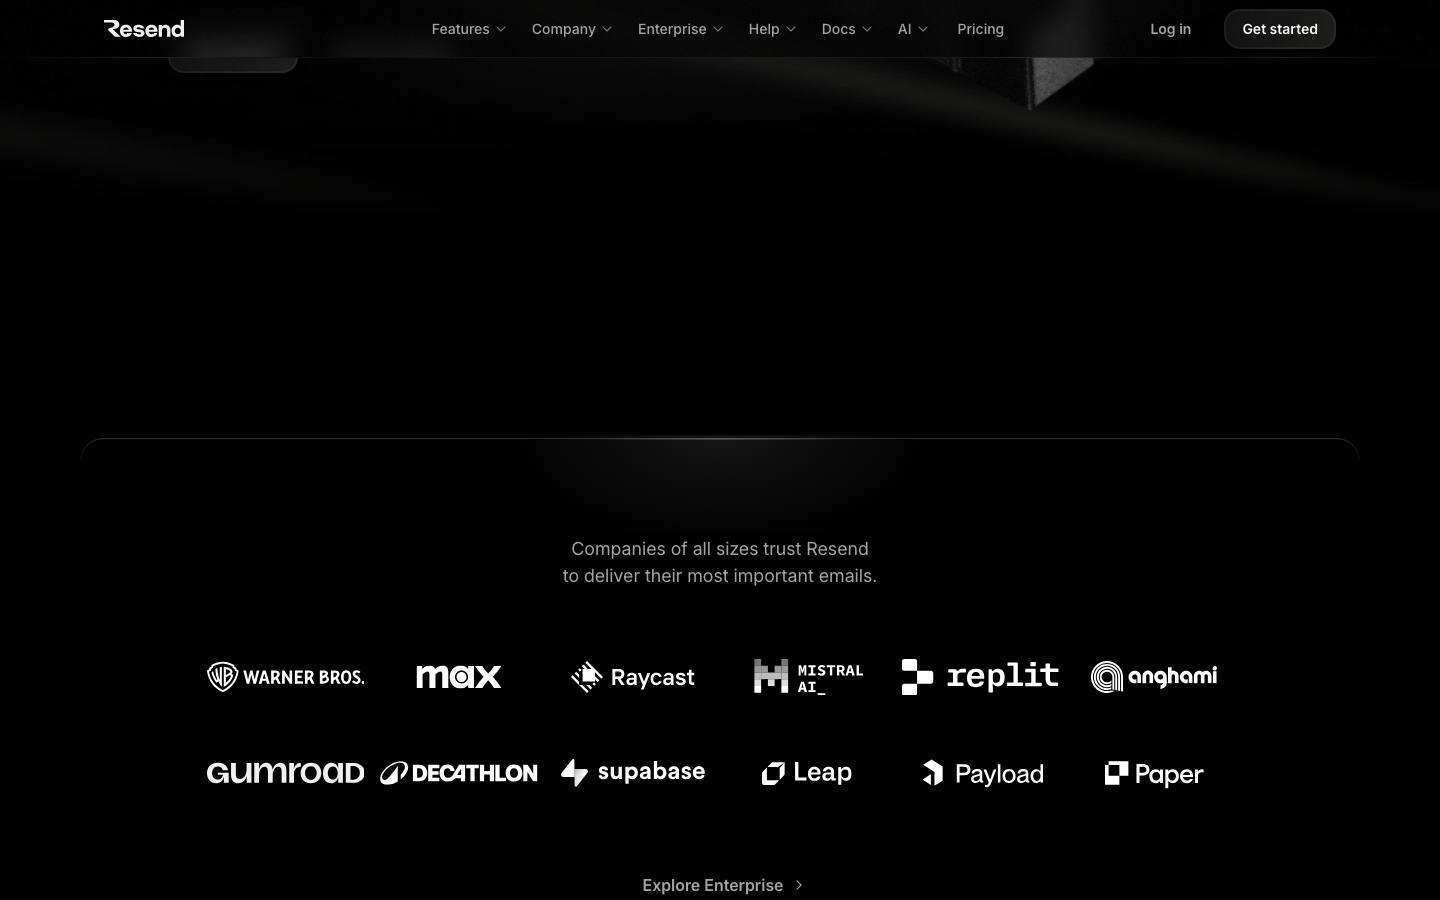 Resend
Features
Company
Enterprise
Help
Docs
AI
Pricing
Log in
Get started
Companies of all sizes trust Resend
to deliver their most important emails.
WB WARNER BROS.
max
Raycast
MISTRAL
AI_
replit
anghami
GUMROAD
DECATHLON
supabase
Leap
Payload
Paper
Explore Enterprise